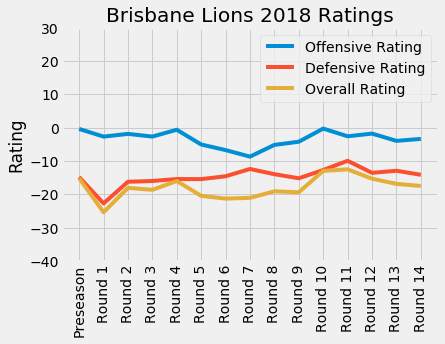 Brisbane Lions 2018 Ratings
Offensive Rating
Defensive Rating
Overall Rating
Rating
30
20
10
0
−10
−20
−30
−40
Preseason
Round 1
Round 2
Round 3
Round 4
Round 5
Round 6
Round 7
Round 8
Round 9
Round 10
Round 11
Round 12
Round 13
Round 14